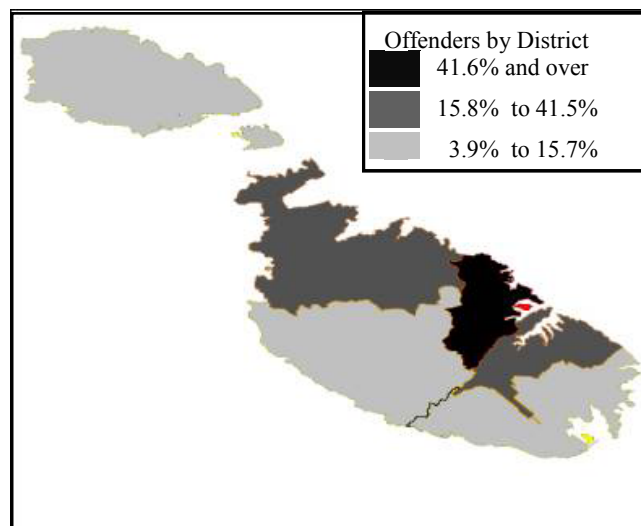 Offenders by District
41.6% and over
15.8% to 41.5%
3.9% to 15.7%